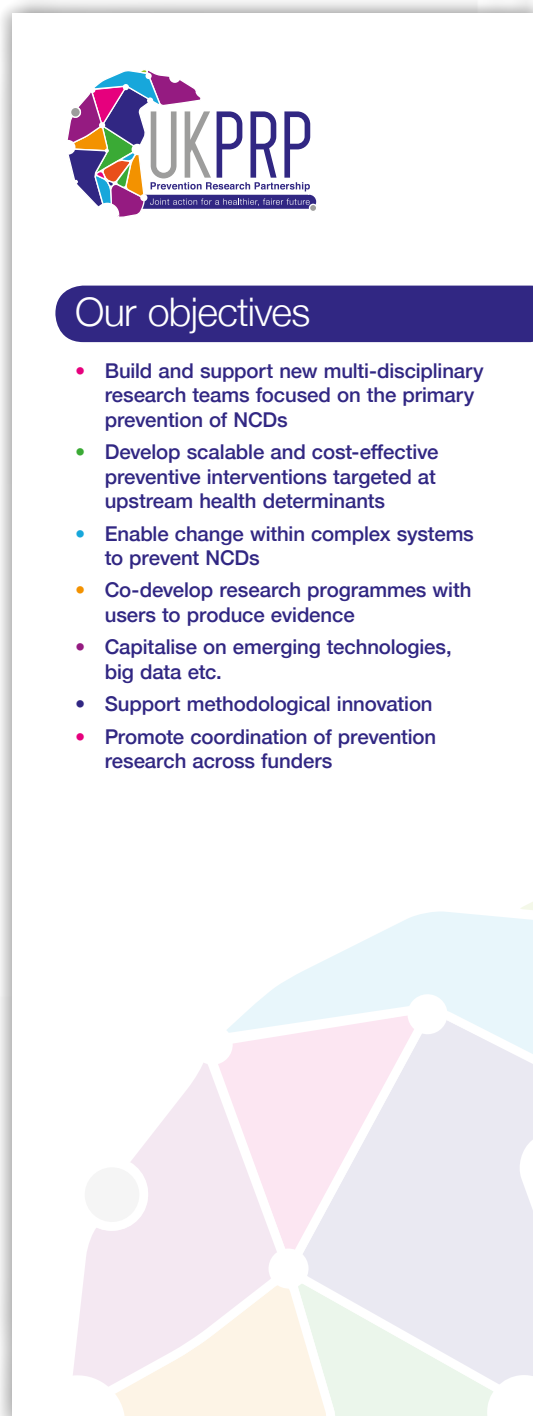 UKPRP
Prevention Research Partnership
Joint action for a healthier, fairer future
Our objectives
• Build and support new multi-disciplinary
research teams focused on the primary
prevention of NCDs
• Develop scalable and cost-effective
preventive interventions targeted at
upstream health determinants
• Enable change within complex systems
to prevent NCDs
• Co-develop research programmes with
users to produce evidence
• Capitalise on emerging technologies,
big data etc.
• Support methodological innovation
• Promote coordination of prevention
research across funders